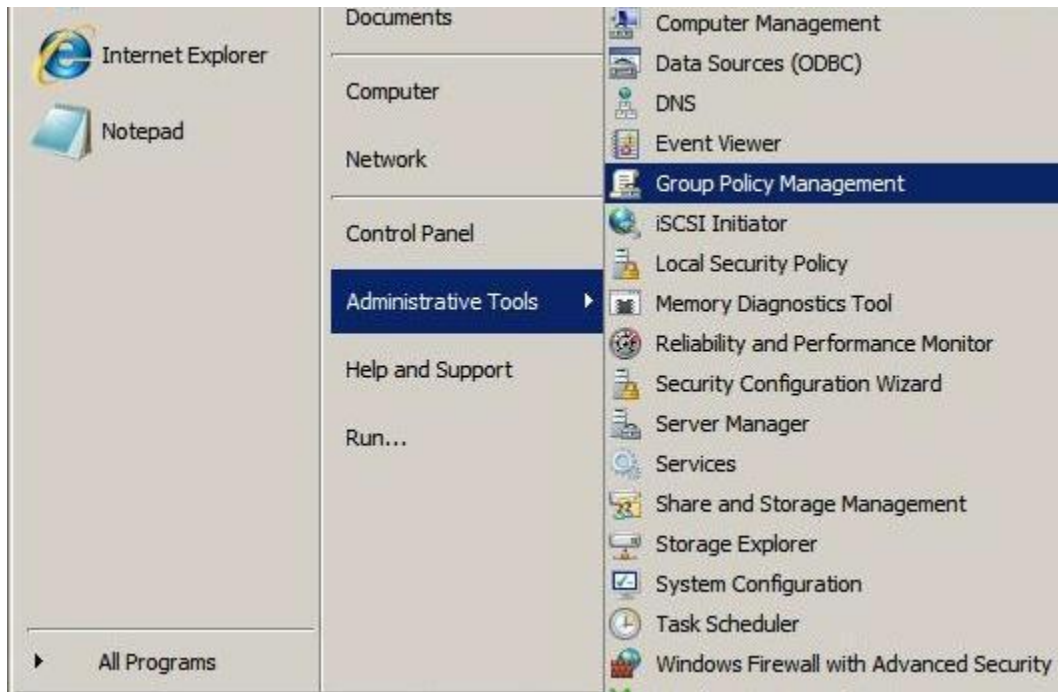 Internet Explorer
Notepad
All Programs
Documents
Computer
Network
Control Panel
Administrative Tools
Help and Support
Run...
Computer Management
Data Sources (ODBC)
DNS
Event Viewer
Group Policy Management
iSCSI Initiator
Local Security Policy
Memory Diagnostics Tool
Reliability and Performance Monitor
Security Configuration Wizard
Server Manager
Services
Share and Storage Management
Storage Explorer
System Configuration
Task Scheduler
Windows Firewall with Advanced Security